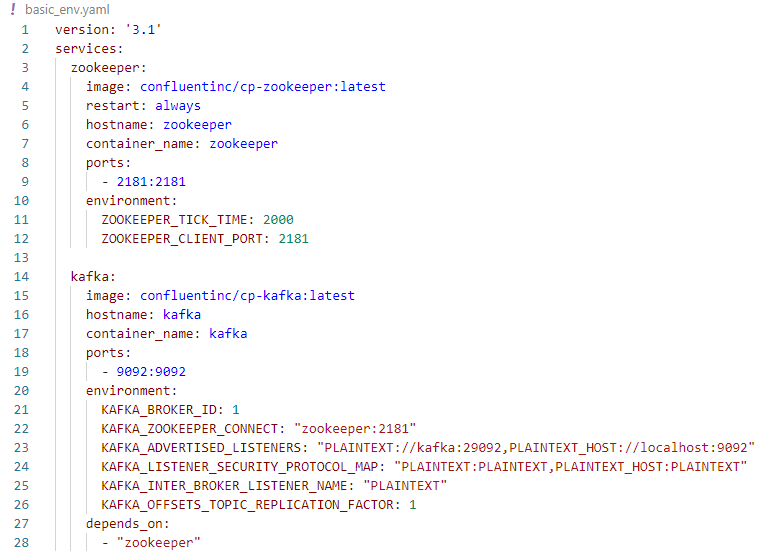 ! basic_env.yaml
1 version: '3.1'
2 services:
3   zookeeper:
4     image: confluentinc/cp-zookeeper:latest
5     restart: always
6     hostname: zookeeper
7     container_name: zookeeper
8     ports:
9       - 2181:2181
10     environment:
11       ZOOKEEPER_TICK_TIME: 2000
12       ZOOKEEPER_CLIENT_PORT: 2181
13
14   kafka:
15     image: confluentinc/cp-kafka:latest
16     hostname: kafka
17     container_name: kafka
18     ports:
19       - 9092:9092
20     environment:
21       KAFKA_BROKER_ID: 1
22       KAFKA_ZOOKEEPER_CONNECT: "zookeeper:2181"
23       KAFKA_ADVERTISED_LISTENERS: "PLAINTEXT://kafka:29092,PLAINTEXT_HOST://localhost:9092"
24       KAFKA_LISTENER_SECURITY_PROTOCOL_MAP: "PLAINTEXT:PLAINTEXT,PLAINTEXT_HOST:PLAINTEXT"
25       KAFKA_INTER_BROKER_LISTENER_NAME: "PLAINTEXT"
26       KAFKA_OFFSETS_TOPIC_REPLICATION_FACTOR: 1
27     depends_on:
28       - "zookeeper"